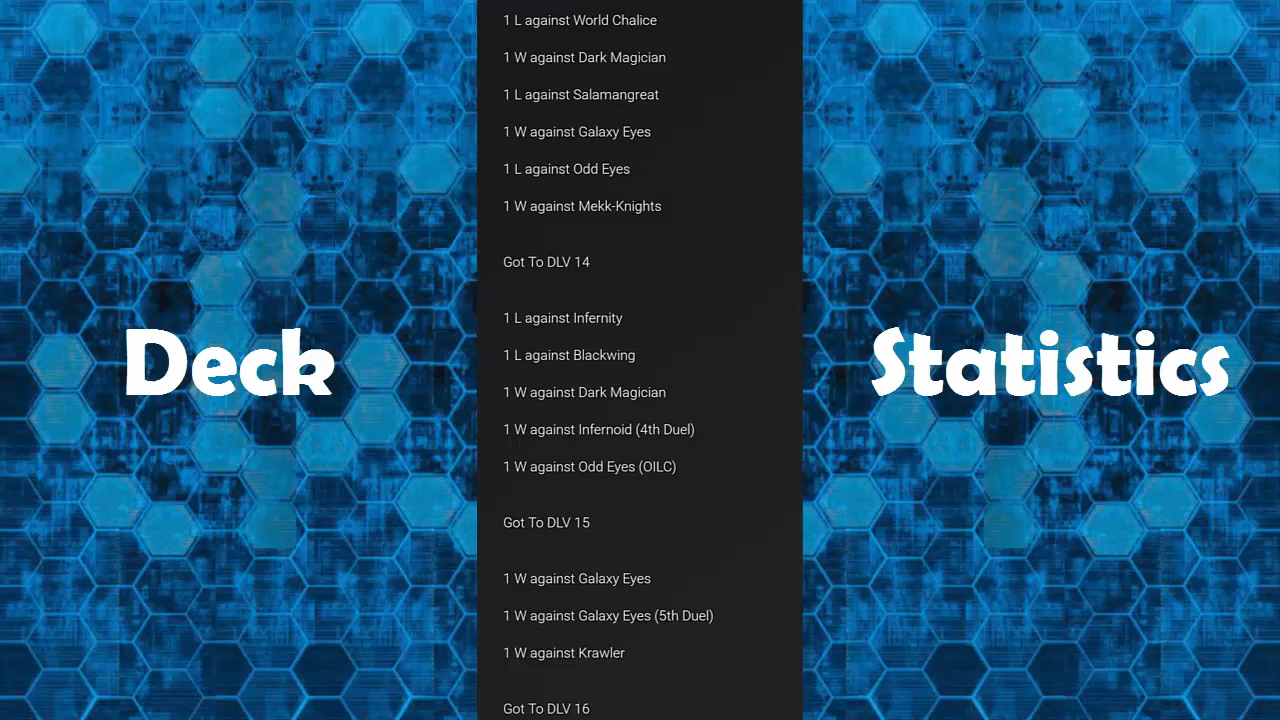 1 L against World Chalice
1 W against Dark Magician
1 L against Salamangreat
1 W against Galaxy Eyes
1 L against Odd Eyes
1 W against Mekk-Knights
Got To DLV 14
1 L against Infernity
1 L against Blackwing
1 W against Dark Magician
1 W against Infernoid (4th Duel)
1 W against Odd Eyes (OILC)
Got To DLV 15
1 W against Galaxy Eyes
1 W against Galaxy Eyes (5th Duel)
1 W against Krawler
Got To DLV 16
Deck
Statistics